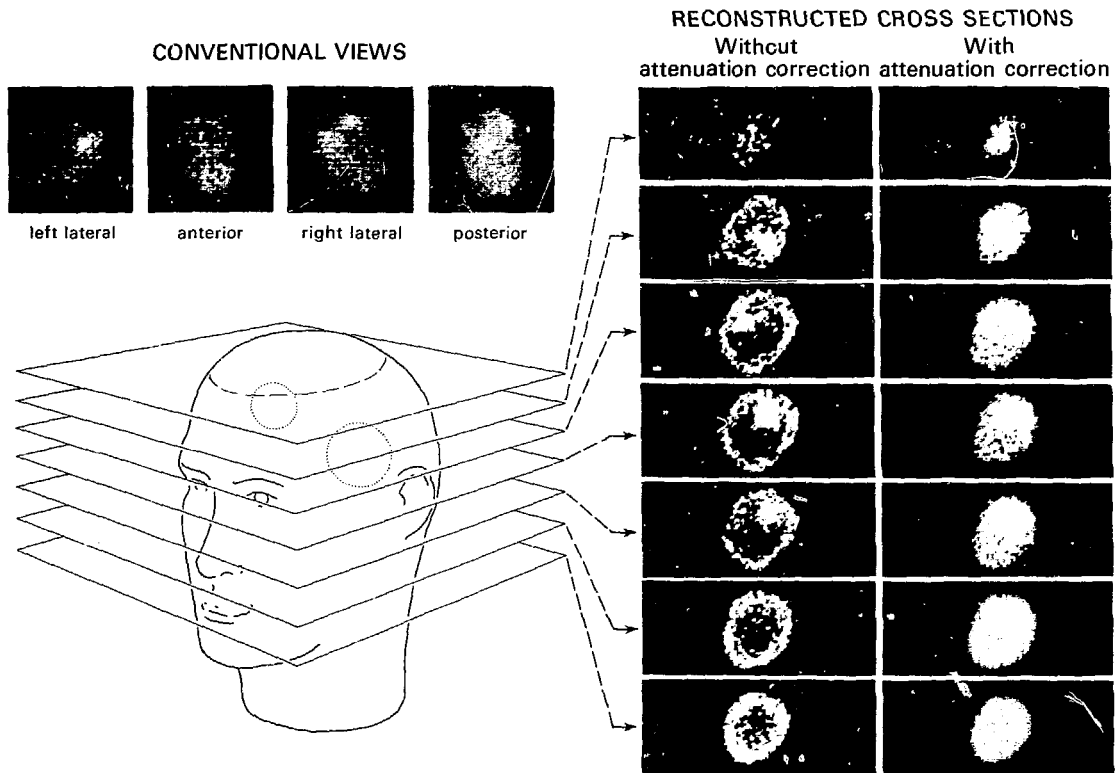 CONVENTIONAL VIEWS
left lateral
anterior
right lateral
posterior
RECONSTRUCTED CROSS SECTIONS
Without
attenuation correction
With
attenuation correction